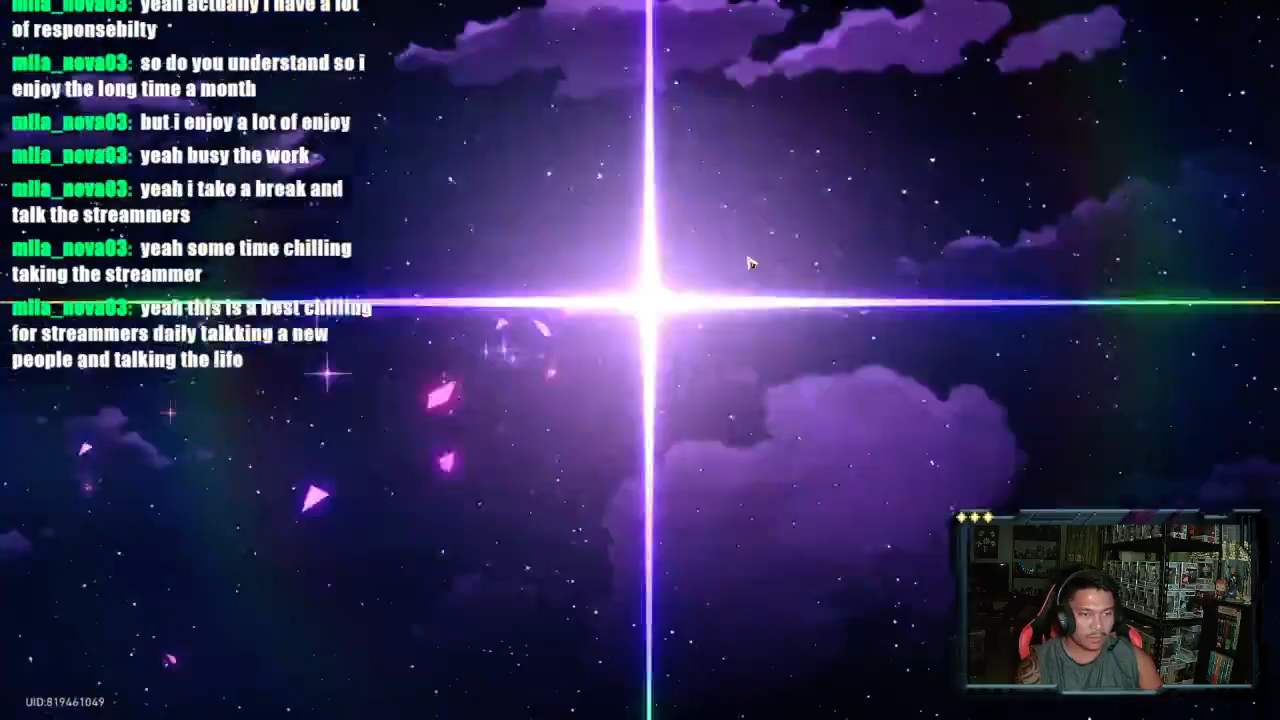 mila_nova03: yeah actually i have a lot
of responsebilty
mila_nova03: so do you understand so i
enjoy the long time a month
mila_nova03: but i enjoy a lot of enjoy
mila_nova03: yeah busy the work
mila_nova03: yeah i take a break and
talk the streammers
mila_nova03: yeah some time chilling
taking the streammer
mila_nova03: yeah this is a best chilling
for streammers daily talkking a new
people and talking the life
UID:819461049